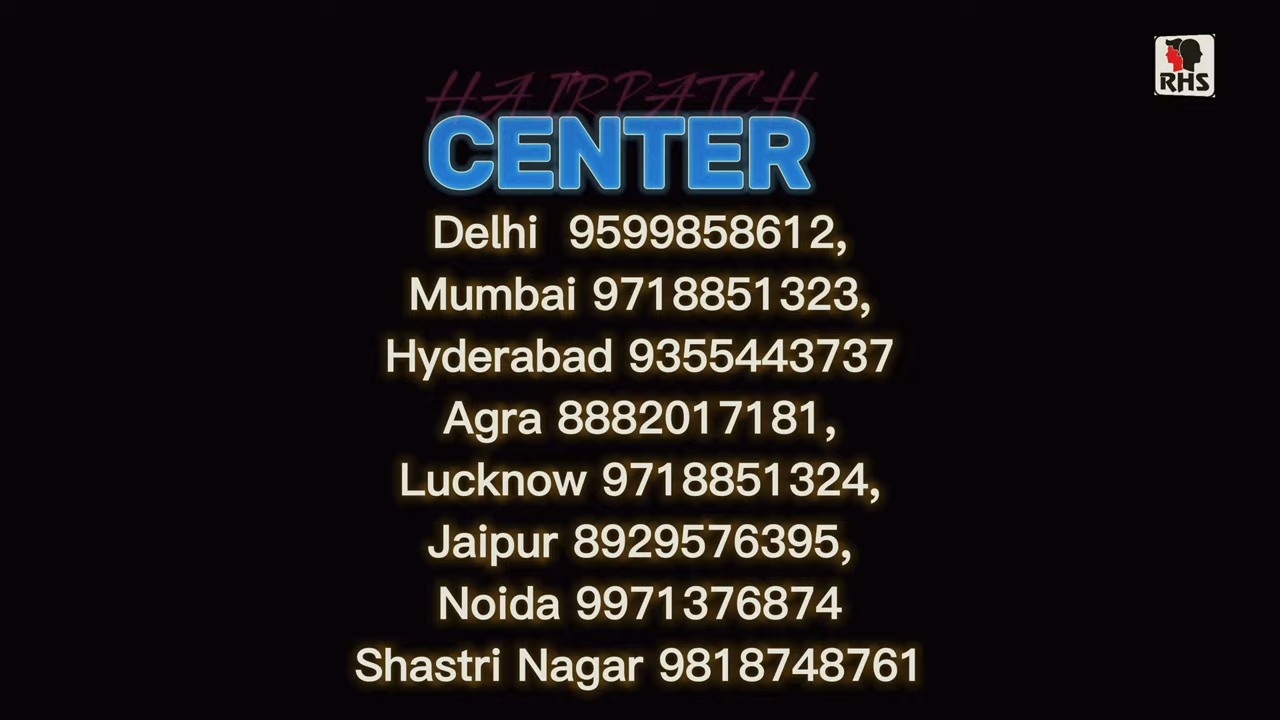 RHS
HAIRPATCH
CENTER
Delhi 9599858612,
Mumbai 9718851323,
Hyderabad 9355443737
Agra 8882017181,
Lucknow 9718851324,
Jaipur 8929576395,
Noida 9971376874
Shastri Nagar 9818748761